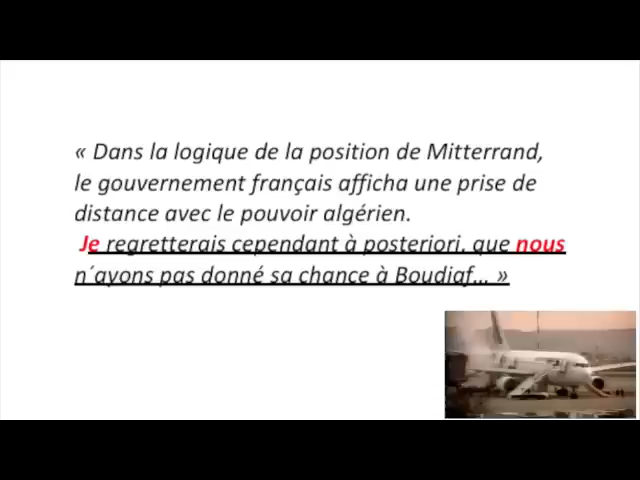 « Dans la logique de la position de Mitterrand,
le gouvernement français afficha une prise de
distance avec le pouvoir algérien.
Je regretterais cependant à posteriori, que nous
n´ayons pas donné sa chance à Boudiaf... »